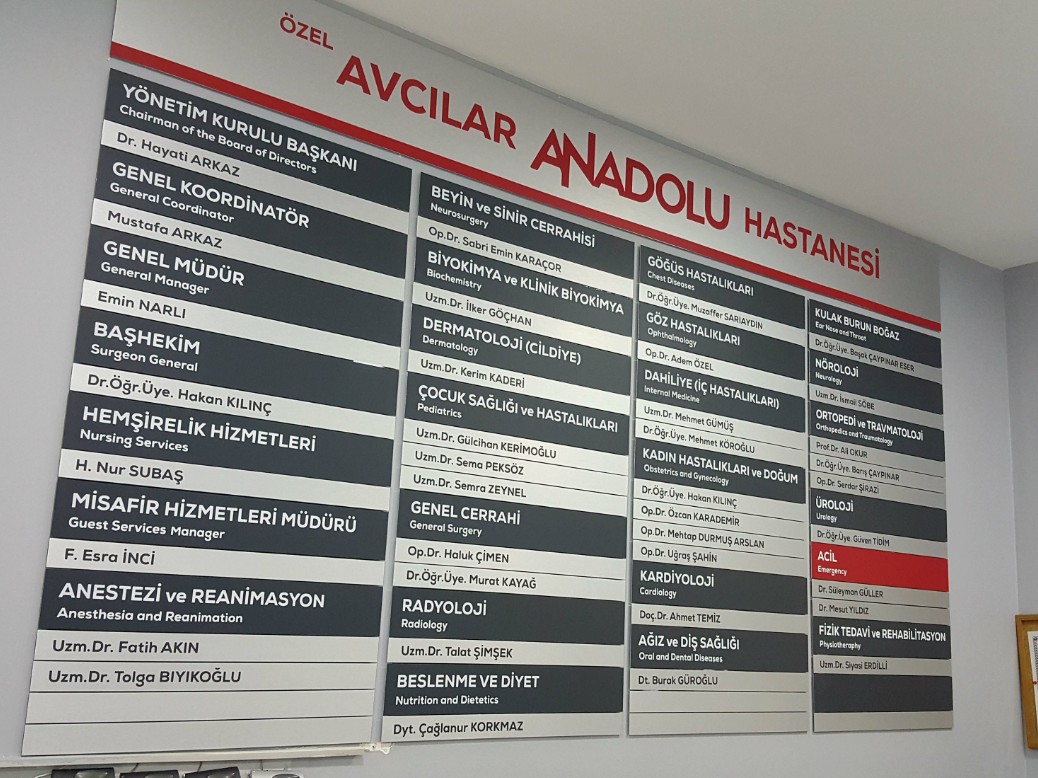 ÖZEL
AVCILAR ANADOLU HASTANESİ
YÖNETİM KURULU BAŞKANI
Chairman of the Board of Directors
Dr. Hayati ARKAZ
GENEL KOORDİNATÖR
General Coordinator
Mustafa ARKAZ
GENEL MÜDÜR
General Manager
Emin NARLI
BAŞHEKİM
Surgeon General
Dr.Öğr.Üye. Hakan KILINÇ
HEMŞİRELİK HİZMETLERİ
Nursing Services
H. Nur SUBAŞ
MİSAFİR HİZMETLERİ MÜDÜRÜ
Guest Services Manager
F. Esra İNCİ
ANESTEZİ ve REANİMASYON
Anesthesia and Reanimation
Uzm.Dr. Fatih AKIN
Uzm.Dr. Tolga BIYIKOĞLU
BEYİN ve SİNİR CERRAHİSİ
Neurosurgery
Op.Dr. Sabri Emin KARAÇOR
BİYOKİMYA ve KLİNİK BİYOKİMYA
Biochemistry
Uzm.Dr. İlker GÖÇHAN
DERMATOLOJİ (CİLDİYE)
Dermatology
Uzm.Dr. Kerim KADERİ
ÇOCUK SAĞLIĞI ve HASTALIKLARI
Pediatrics
Uzm.Dr. Gülcihan KERİMOĞLU
Uzm.Dr. Sema PEKSÖZ
Uzm.Dr. Semra ZEYNEL
GENEL CERRAHİ
General Surgery
Op.Dr. Haluk ÇİMEN
Dr.Öğr.Üye. Murat KAYAĞ
RADYOLOJİ
Radiology
Uzm.Dr. Talat ŞİMŞEK
BESLENME VE DİYET
Nutrition and Dietetics
Dyt. Çağlanur KORKMAZ
GÖĞÜS HASTALIKLARI
Chest Diseases
Dr.Öğr.Üye. Muzaffer SARIAYDIN
GÖZ HASTALIKLARI
Ophthalmology
Op.Dr. Adem ÖZEL
DAHİLİYE (İÇ HASTALIKLARI)
Internal Medicine
Uzm.Dr. Mehmet GÜMÜŞ
Dr.Öğr.Üye. Mehmet KÖROĞLU
KADIN HASTALIKLARI ve DOĞUM
Obstetrics and Gynecology
Dr.Öğr.Üye. Hakan KILINÇ
Op.Dr. Özcan KARADEMİR
Op.Dr. Mehtap DURMUŞ ARSLAN
Op.Dr. Uğraş ŞAHİN
KARDİYOLOJİ
Cardiology
Doç.Dr. Ahmet TEMİZ
AĞIZ ve DİŞ SAĞLIĞI
Oral and Dental Diseases
Dt. Burak GÜROĞLU
KULAK BURUN BOĞAZ
Ear Nose and Throat
Dr.Öğr.Üye. Başak ÇAYPINAR ESER
NÖROLOJİ
Neurology
Uzm.Dr. İsmail SÖBE
ORTOPEDİ ve TRAVMATOLOJİ
Orthopedics and Traumatology
Prof.Dr. Ali OKUR
Dr.Öğr.Üye. Barış ÇAYPINAR
Op.Dr. Serdar ŞİRAZİ
ÜROLOJİ
Urology
Dr.Öğr.Üye. Güven TİDİM
ACİL
Emergency
Dr. Süleyman GÜLLER
Dr. Mesut YILDIZ
FİZİK TEDAVİ ve REHABİLİTASYON
Physiotheraphy
Uzm.Dr. Siyasi ERDİLLİ